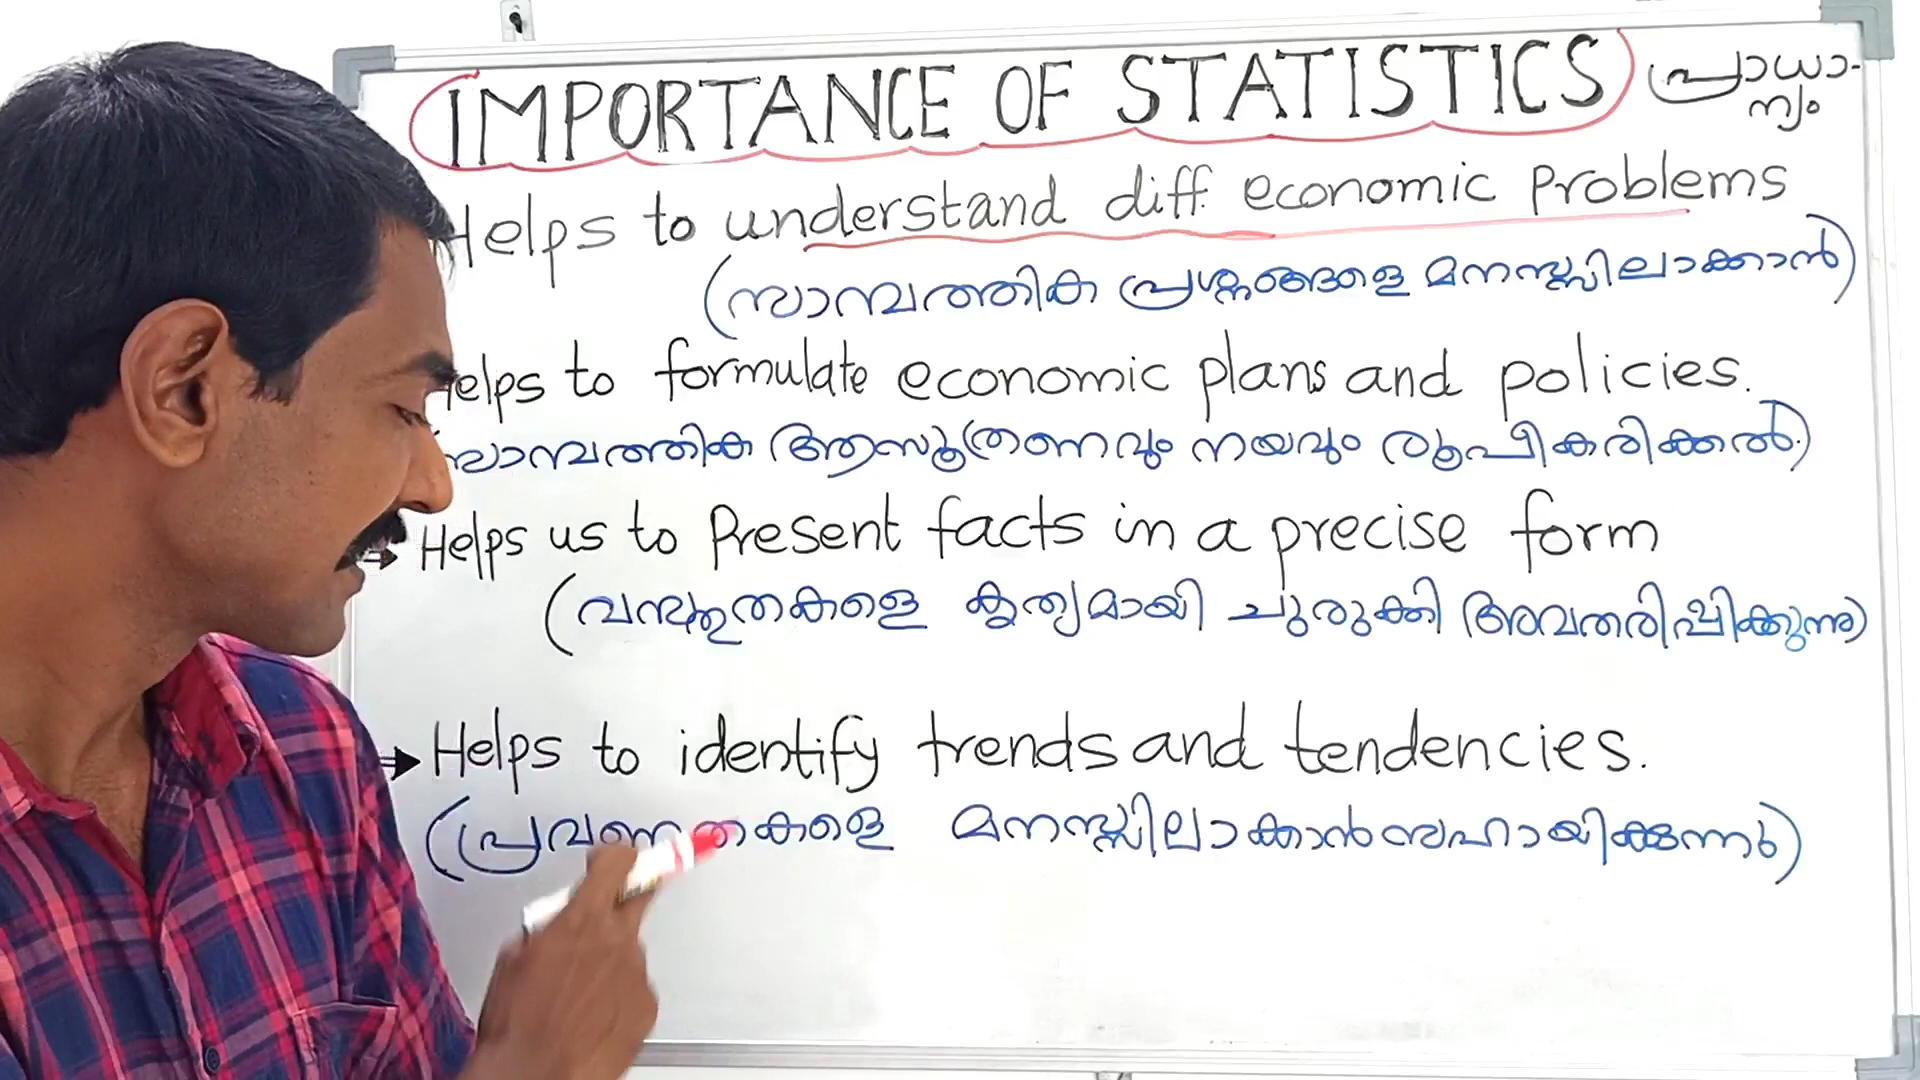 IMPORTANCE OF STATISTICS
പ്രാധാ-
ന്യം
Helps to understand diff. economic Problems
(സാമ്പത്തിക പ്രശ്നങ്ങളെ മനസ്സിലാക്കാൻ)
Helps to formulate economic plans and policies.
സാമ്പത്തിക ആസൂത്രണവും നയവും രൂപീകരിക്കൽ.)
Helps us to Present facts in a precise form
(വസ്തുതകളെ കൃത്യമായി ചുരുക്കി അവതരിപ്പിക്കുന്നു)
Helps to identify trends and tendencies.
(പ്രവണതകളെ മനസ്സിലാക്കാൻ സഹായിക്കുന്നു)